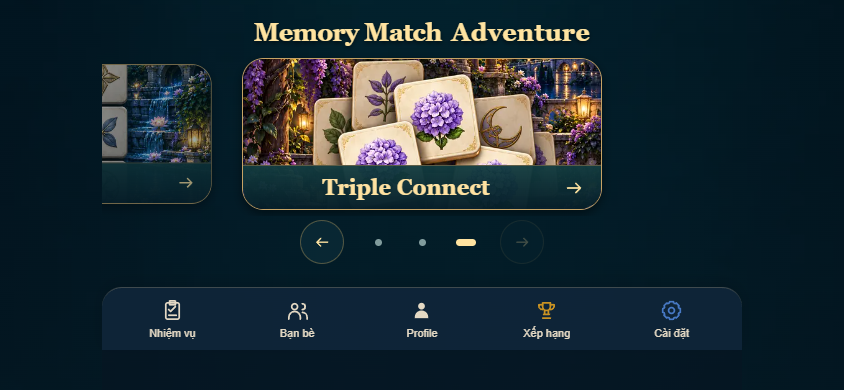 Memory Match Adventure
Triple Connect
Nhiệm vụ
Bạn bè
Profile
Xếp hạng
Cài đặt